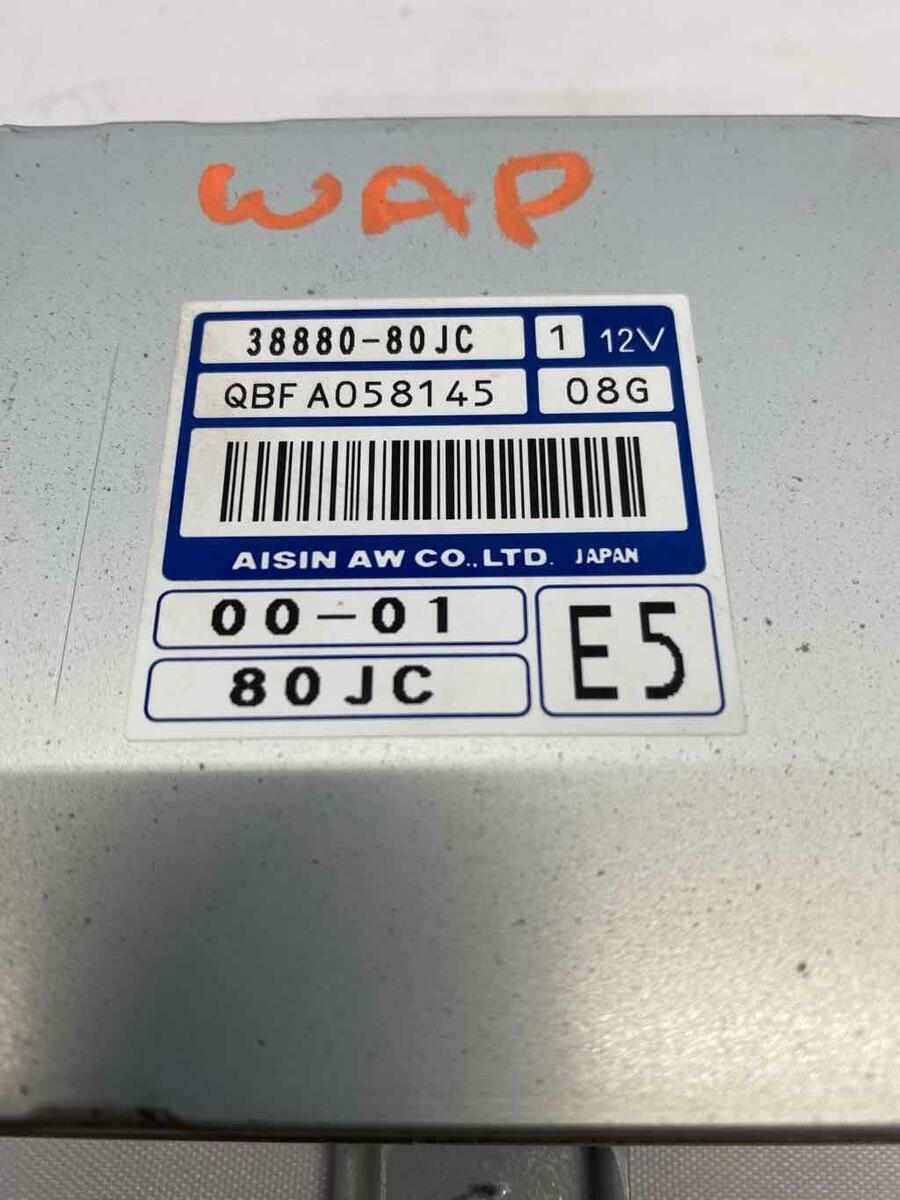 WAP
38880-80JC 1 12V
QBFA058145 08G
AISIN AW CO.,LTD. JAPAN
00-01
E5
80JC